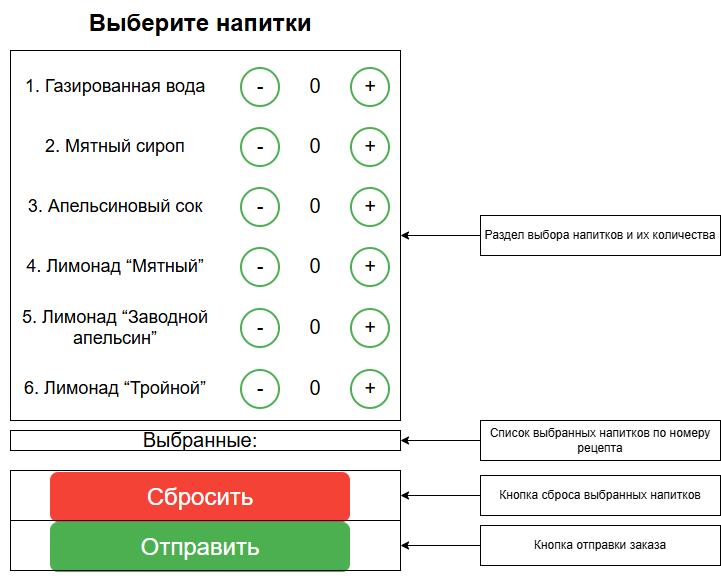 Выберите напитки
1. Газированная вода - 0 +
2. Мятный сироп - 0 +
3. Апельсиновый сок - 0 +
Раздел выбора напитков и их количества
4. Лимонад “Мятный” - 0 +
5. Лимонад “Заводной
апельсин” - 0 +
6. Лимонад “Тройной” - 0 +
Выбранные:
Список выбранных напитков по номеру
рецепта
Сбросить
Кнопка сброса выбранных напитков
Отправить
Кнопка отправки заказа